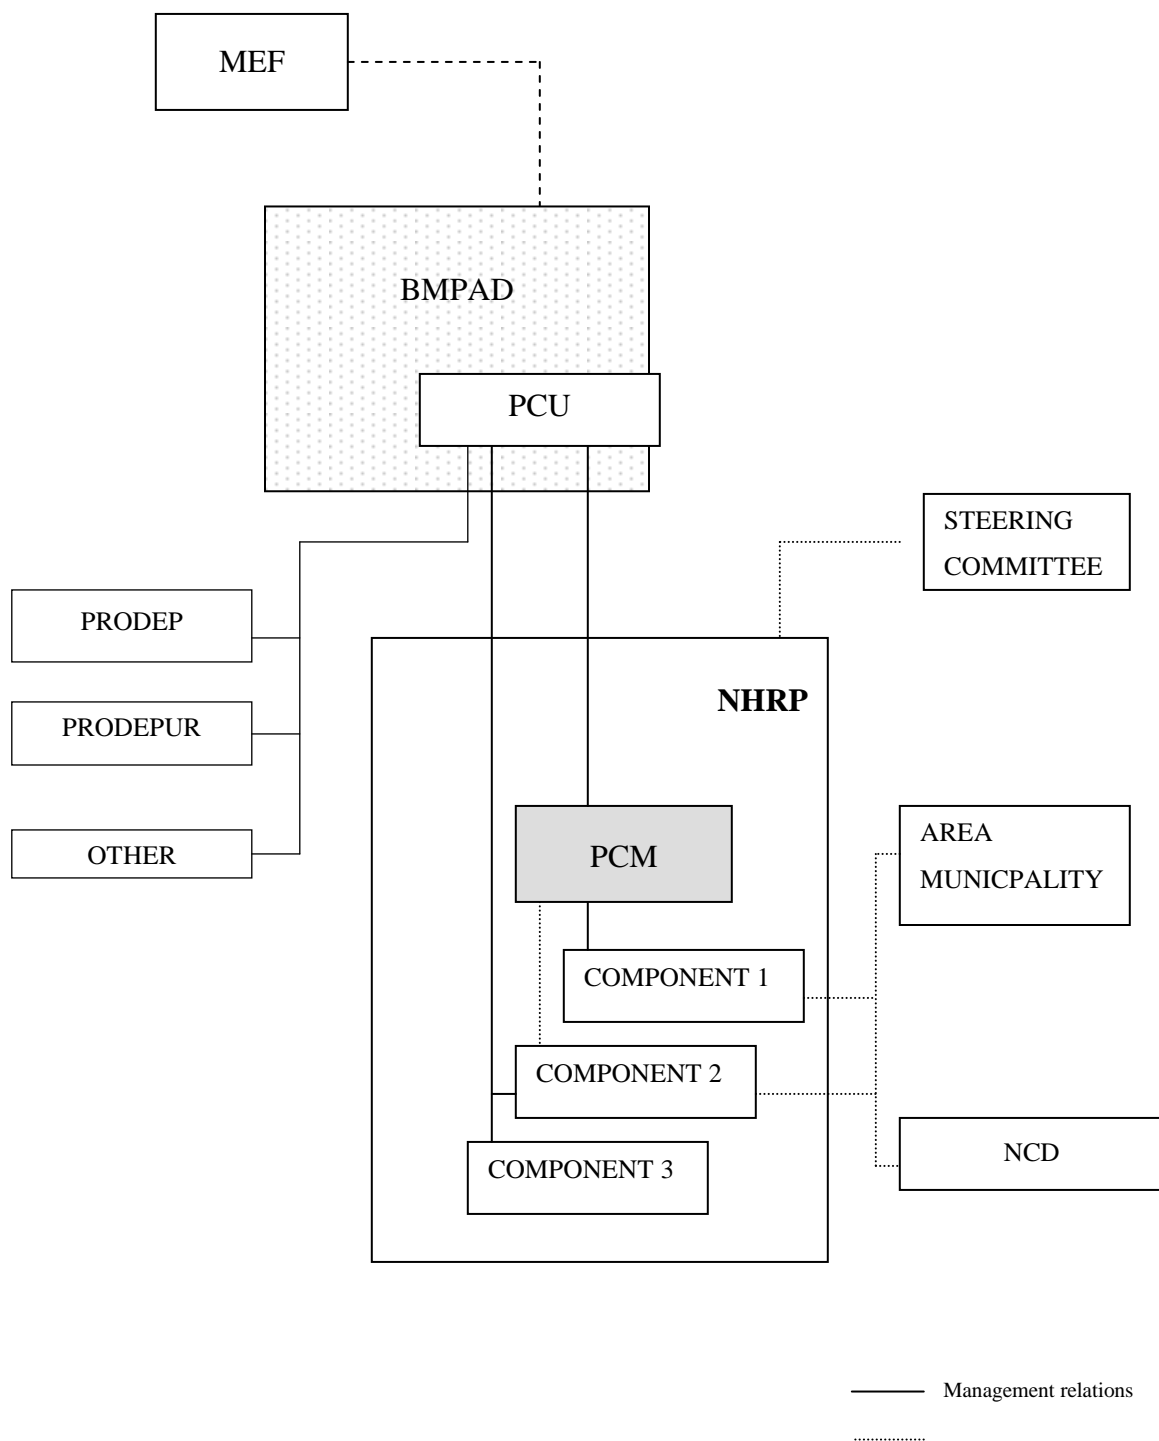 MEF
BMPAD
PCU
STEERING
COMMITTEE
PRODEP
PRODEPUR
OTHER
NHRP
PCM
AREA
MUNICPALITY
COMPONENT 1
COMPONENT 2
COMPONENT 3
NCD
Management relations